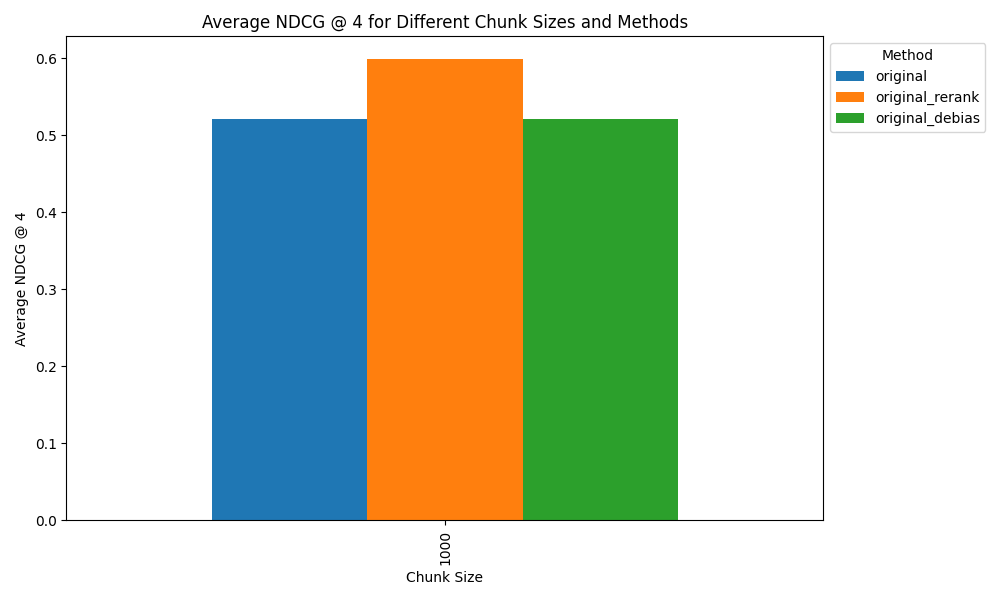 Average NDCG @ 4 for Different Chunk Sizes and Methods
Method
original
original_rerank
original_debias
Average NDCG @ 4
0.6
0.5
0.4
0.3
0.2
0.1
0.0
1000
Chunk Size